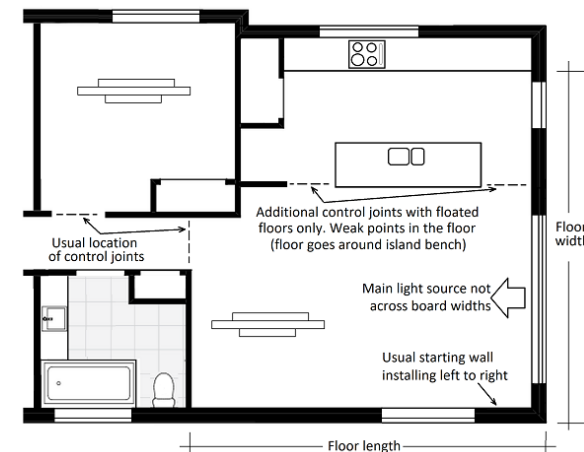 Additional control joints with floated
floors only. Weak points in the floor
(floor goes around island bench)
Usual location
of control joints
Floor
width
Main light source not
across board widths
Usual starting wall
installing left to right
Floor length